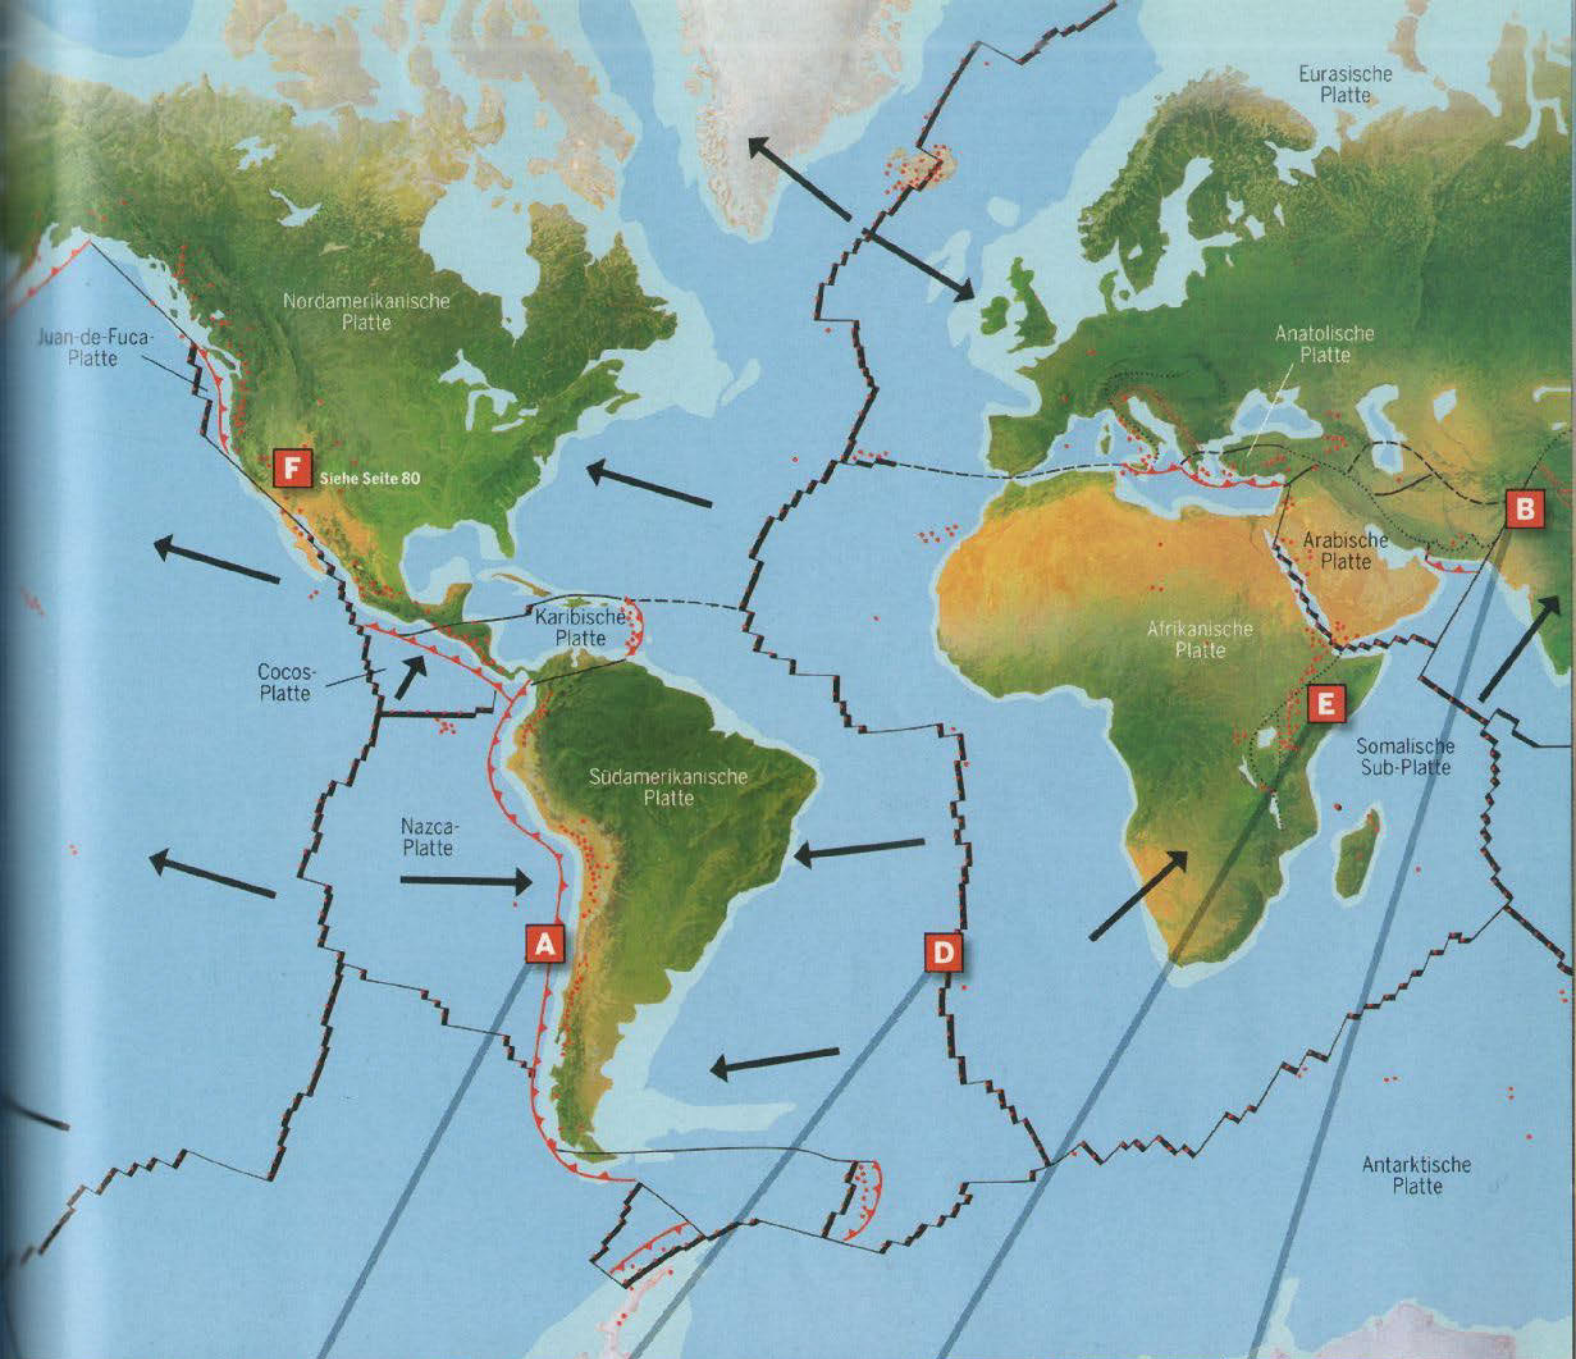 Eurasische
Platte
Nordamerikanische
Platte
Juan-de-Fuca-
Platte
Anatolische
Platte
F
Siehe Seite 80
B
Arabische
Platte
Karibische
Platte
Afrikanische
Platte
Cocos-
Platte
E
Somalische
Sub-Platte
Südamerikanische
Platte
Nazca-
Platte
A
D
Antarktische
Platte